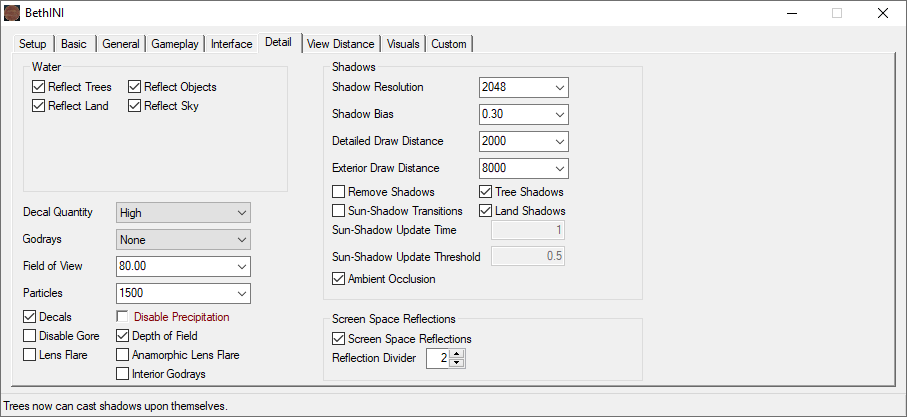 BethINI
Setup Basic General Gameplay Interface Detail View Distance Visuals Custom
Water
Reflect Trees Reflect Objects
Reflect Land Reflect Sky
Decal Quantity High
Godrays None
Field of View 80.00
Particles 1500
Decals Disable Precipitation
Disable Gore Depth of Field
Lens Flare Anamorphic Lens Flare
Interior Godrays
Shadows
Shadow Resolution 2048
Shadow Bias 0.30
Detailed Draw Distance 2000
Exterior Draw Distance 8000
Remove Shadows Tree Shadows
Sun-Shadow Transitions Land Shadows
Sun-Shadow Update Time 1
Sun-Shadow Update Threshold 0.5
Ambient Occlusion
Screen Space Reflections
Screen Space Reflections
Reflection Divider 2
Trees now can cast shadows upon themselves.